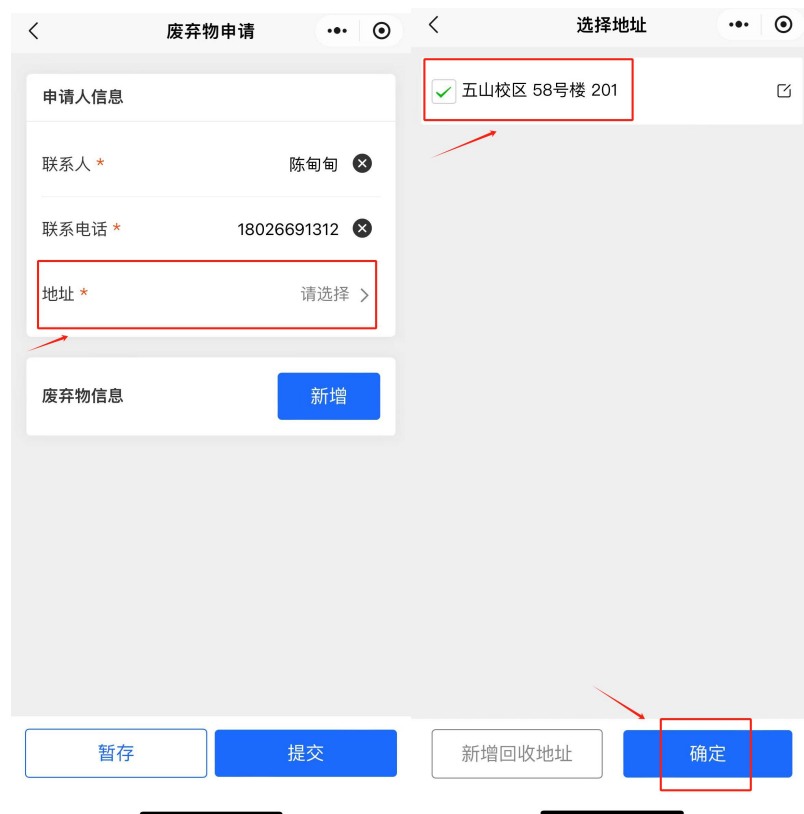 废弃物申请
申请人信息
联系人 *
陈甸甸
联系电话 *
18026691312
地址 *
请选择
废弃物信息
新增
暂存
提交
选择地址
五山校区 58号楼 201
新增回收地址
确定